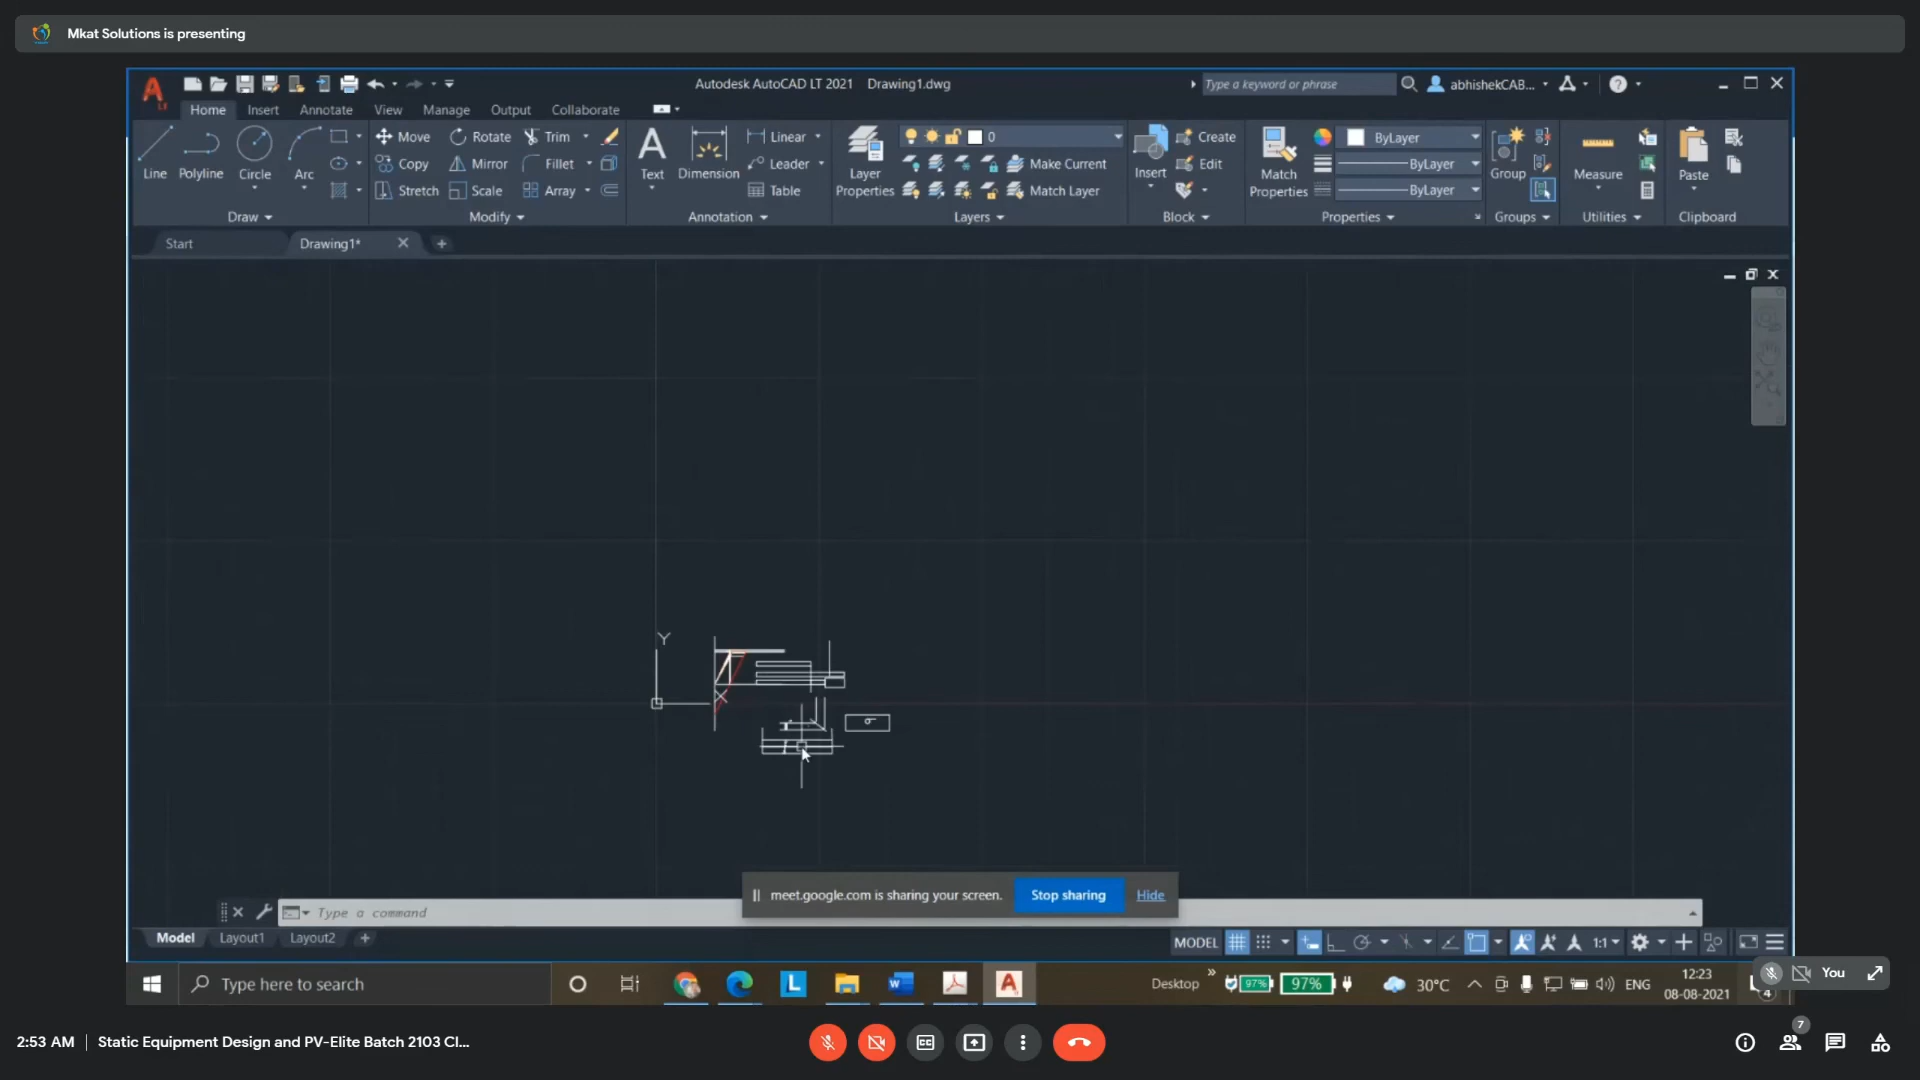 Mkat Solutions is presenting
Autodesk AutoCAD LT 2021 Drawing1.dwg
Type a keyword or phrase
abhishekCAB...
Home Insert Annotate View Manage Output Collaborate
Line Polyline Circle Arc
Move Rotate Trim
Copy Mirror Fillet
Stretch Scale Array
Text Dimension
Linear
Leader
Table
Layer Properties
0
Make Current
Match Layer
Insert
Create
Edit
Match Properties
ByLayer
ByLayer
ByLayer
Group
Measure
Paste
Draw Modify Annotation Layers Block Properties Groups Utilities Clipboard
Start Drawing1*
Y
X
σ
meet.google.com is sharing your screen. Stop sharing Hide
Type a command
Model Layout1 Layout2
MODEL 1:1
Type here to search
Desktop 97% 97% 30°C ENG
12:23
08-08-2021
4
You
2:53 AM | Static Equipment Design and PV-Elite Batch 2103 Cl...
7